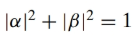 |α|² + |β|² = 1